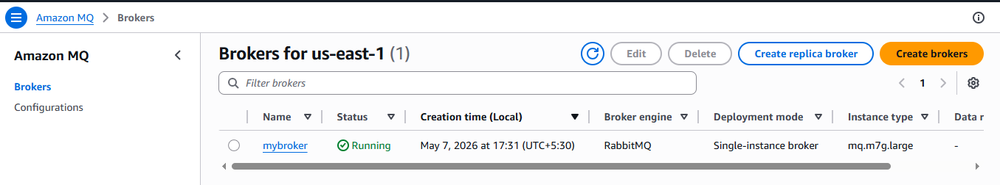 Amazon MQ > Brokers
Amazon MQ
Brokers
Configurations
Brokers for us-east-1 (1)
Edit
Delete
Create replica broker
Create brokers
Filter brokers
1
Name Status Creation time (Local) Broker engine Deployment mode Instance type Data r
mybroker Running May 7, 2026 at 17:31 (UTC+5:30) RabbitMQ Single-instance broker mq.m7g.large -